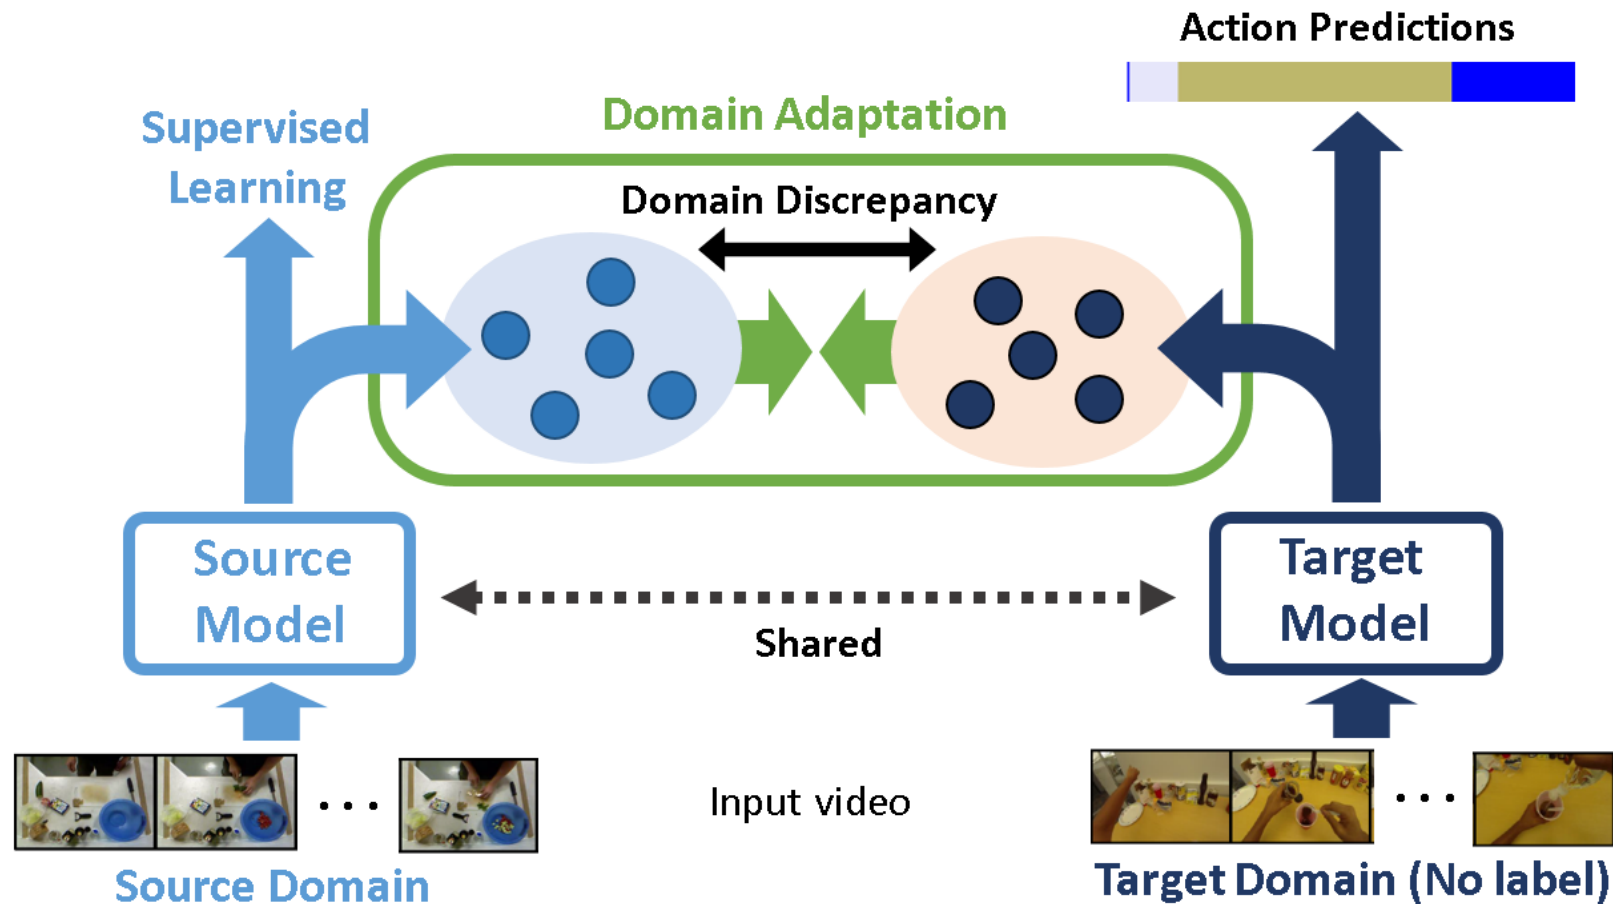 Action Predictions
Domain Adaptation
Supervised
Learning
Domain Discrepancy
Source
Model
Target
Model
Shared
Input video
Source Domain
Target Domain (No label)